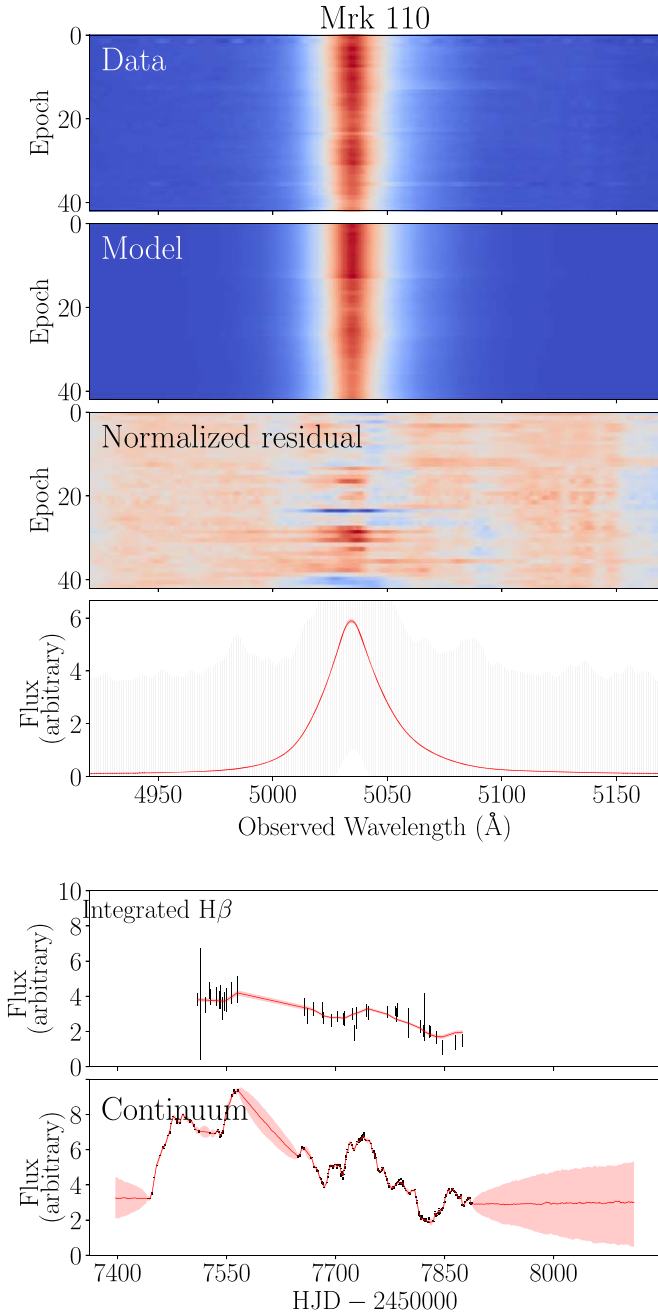 Mrk 110
0
Data
Epoch
20
40
0
Model
Epoch
20
40
0
Normalized residual
Epoch
20
40
6
Flux
(arbitrary)
4
2
0
4950 5000 5050 5100 5150
Observed Wavelength (Å)
10
Integrated Hβ
8
Flux
(arbitrary)
6
4
2
0
Continuum
8
Flux
(arbitrary)
6
4
2
0
7400 7550 7700 7850 8000
HJD − 2450000